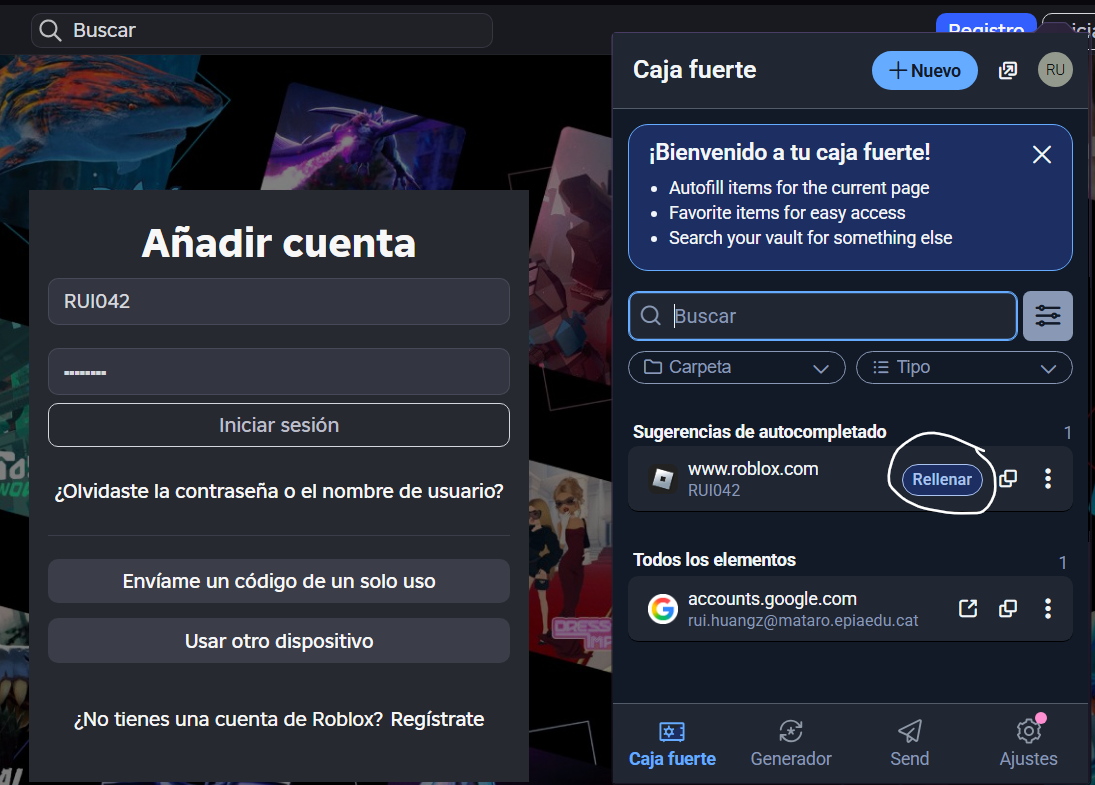 Buscar
Registro
Añadir cuenta
RUI042
Iniciar sesión
¿Olvidaste la contraseña o el nombre de usuario?
Envíame un código de un solo uso
Usar otro dispositivo
¿No tienes una cuenta de Roblox? Regístrate
Caja fuerte
Nuevo
RU
¡Bienvenido a tu caja fuerte!
Autofill items for the current page
Favorite items for easy access
Search your vault for something else
Buscar
Carpeta
Tipo
Sugerencias de autocompletado 1
www.roblox.com
RUI042
Rellenar
Todos los elementos 1
accounts.google.com
rui.huangz@mataro.epiaedu.cat
Caja fuerte
Generador
Send
Ajustes
DRESS